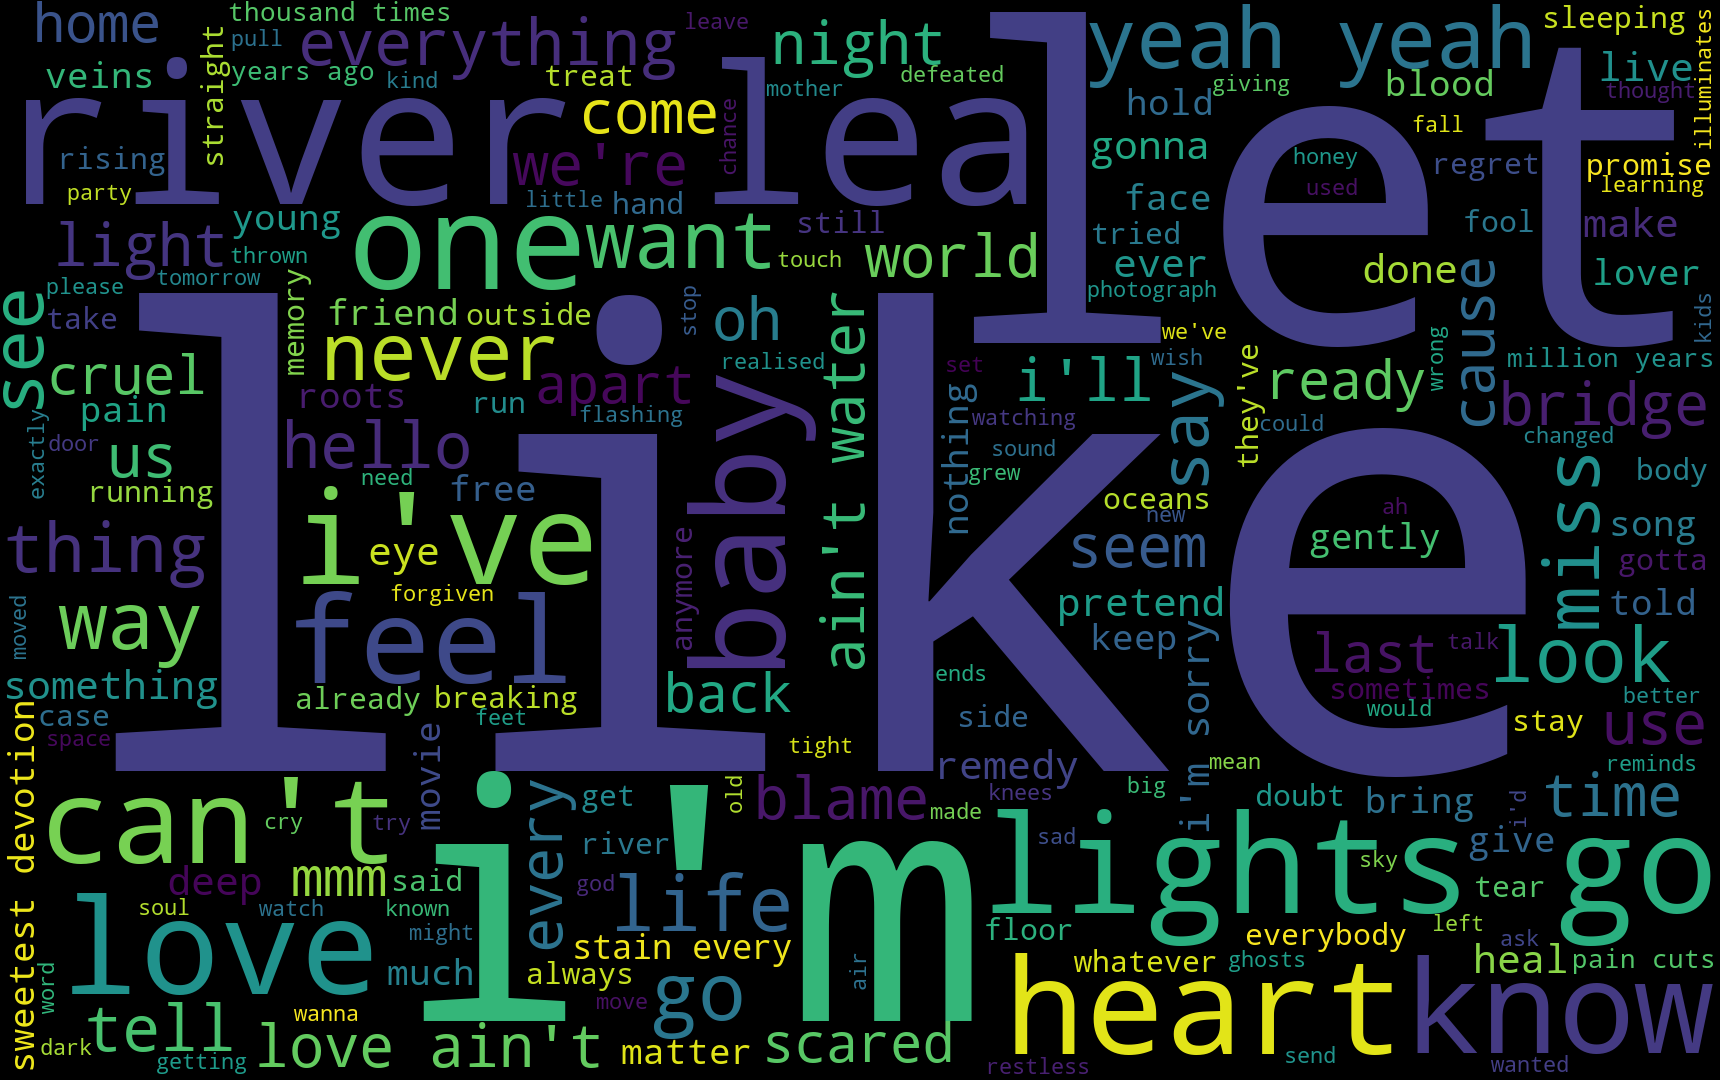 home
thousand times
leave
yeah yeah
sleeping
straight
pull
everything
night
illuminates
veins
years ago
kind
treat
mother
defeated
giving
blood
live
thought
river lea
let
come
chance
hold
fall
rising
we're
gonna
honey
regret
promise
party
little
hand
face
used
learning
light
young
one
want
still
world
tried
fool
make
thrown
touch
ever
done
lover
please
tomorrow
memory
photograph
cause
see
take
friend
outside
stop
oh
ain't water
we've
kids
never
realised
wish
they've
wrong
million years
cruel
roots
run
apart
set
i'll
say
ready
bridge
pain
flashing
baby
nothing
watching
could
changed
exactly
door
us
hello
sound
miss
body
running
need
free
grew
like
i've
oceans
new
ah
song
thing
eye
anymore
seem
gently
gotta
moved
way
forgiven
feel
pretend
told
keep
i'm sorry
last
talk
look
something
already
breaking
back
ends
sometimes
better
sweetest devotion
case
feet
side
would
stay
use
space
movie
tight
remedy
mean
reminds
can't
i'm
every
get
old
blame
made
knees
big
doubt
bring
i'd
time
cry
try
river
sad
lights go
give
deep
mmm
said
god
life
sky
tear
love
soul
watch
known
might
floor
everybody
left
ask
word
much
always
stain every
air
whatever
ghosts
heal
pain cuts
wanna
move
go
heart
know
tell
dark
getting
love ain't
matter
scared
restless
send
wanted